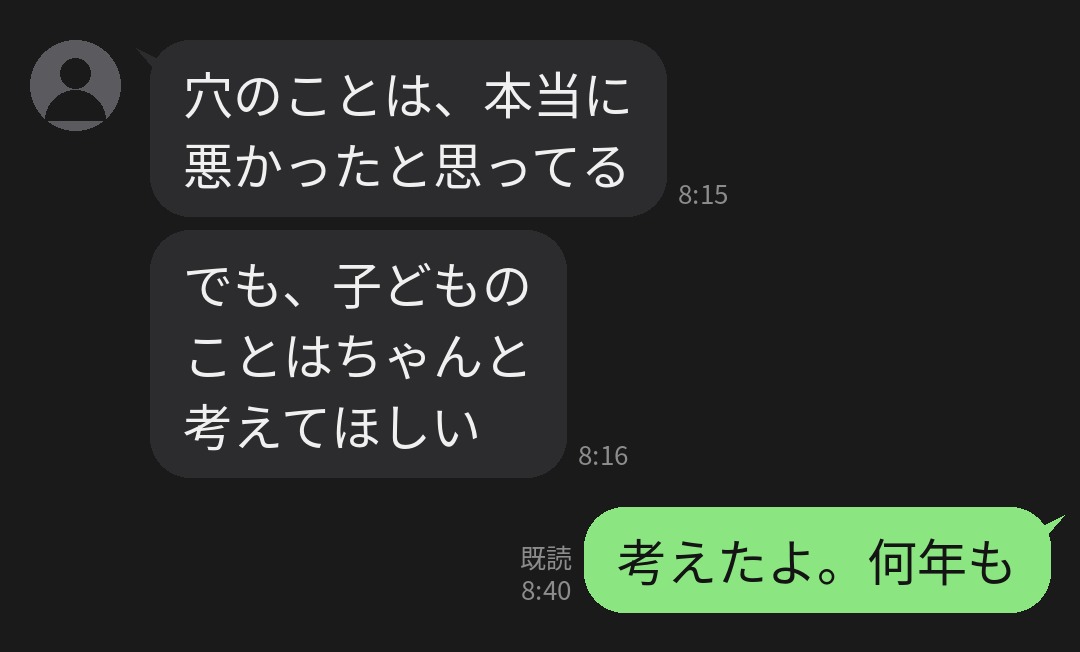 穴のことは、本当に
悪かったと思ってる
8:15
でも、子どもの
ことはちゃんと
考えてほしい
8:16
考えたよ。何年も
既読
8:40